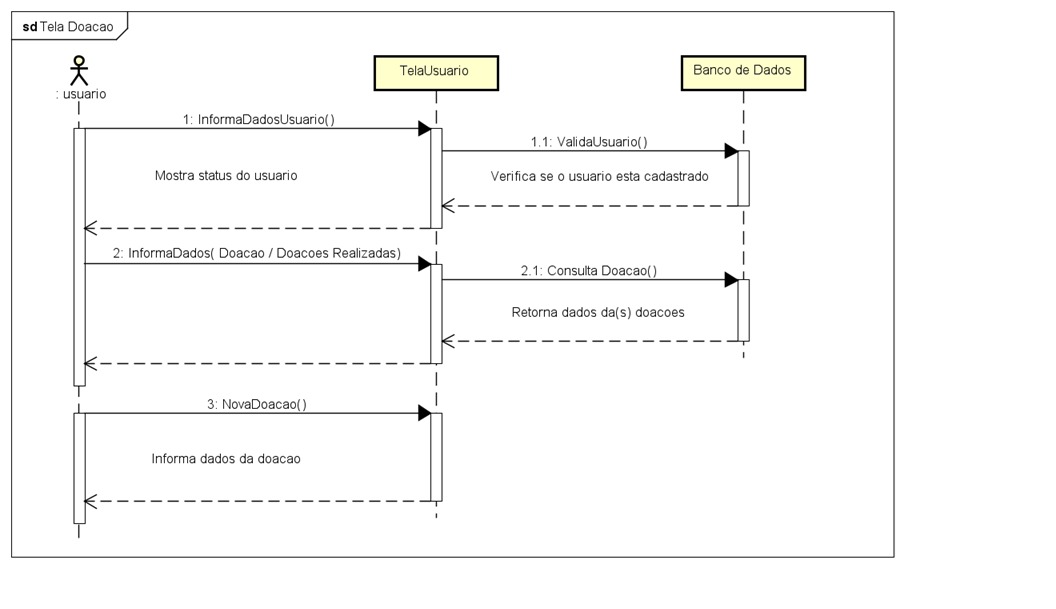 sd Tela Doacao
: usuario
TelaUsuario
Banco de Dados
1: InformaDadosUsuario()
1.1: ValidaUsuario()
Mostra status do usuario
Verifica se o usuario esta cadastrado
2: InformaDados( Doacao / Doacoes Realizadas)
2.1: Consulta Doacao()
Retorna dados da(s) doacoes
3: NovaDoacao()
Informa dados da doacao